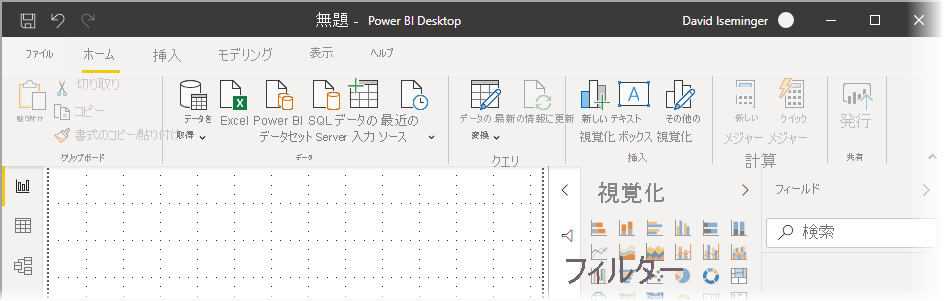 無題 - Power BI Desktop David Iseminger
ファイル ホーム 挿入 モデリング 表示 ヘルプ
貼り付け
切り取り
コピー
書式のコピー/貼り付け
クリップボード
データを
取得
Excel
Power BI
データセット
SQL
Server
データの
入力
最近の
ソース
データ
データの
変換
最新の情報に更新
クエリ
新しい
視覚化
テキスト
ボックス
その他の
視覚化
挿入
新しい
メジャー
クイック
メジャー
計算
発行
共有
視覚化
フィールド
検索
フィルター